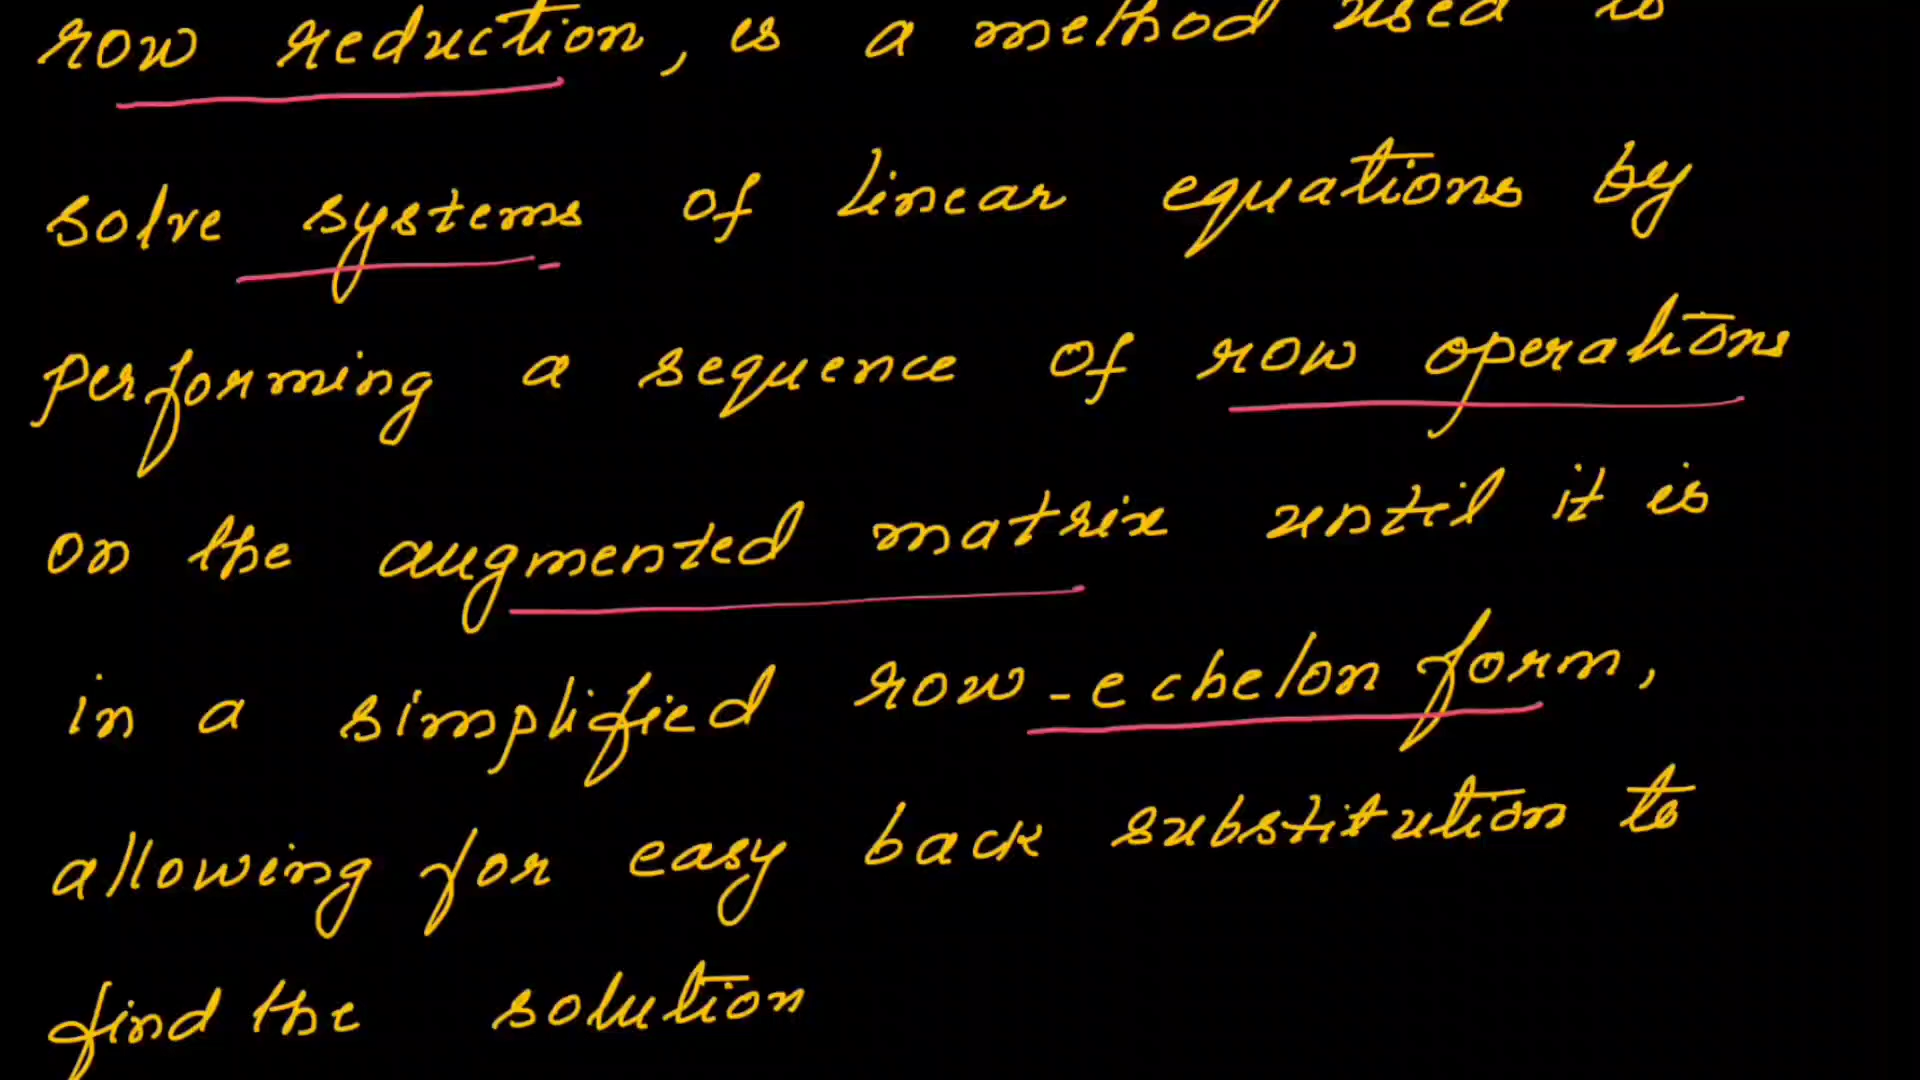 row reduction, is a method used to
solve systems of linear equations by
performing a sequence of row operations
on the augmented matrix until it is
in a simplified row-echelon form,
allowing for easy back substitution to
find the solution